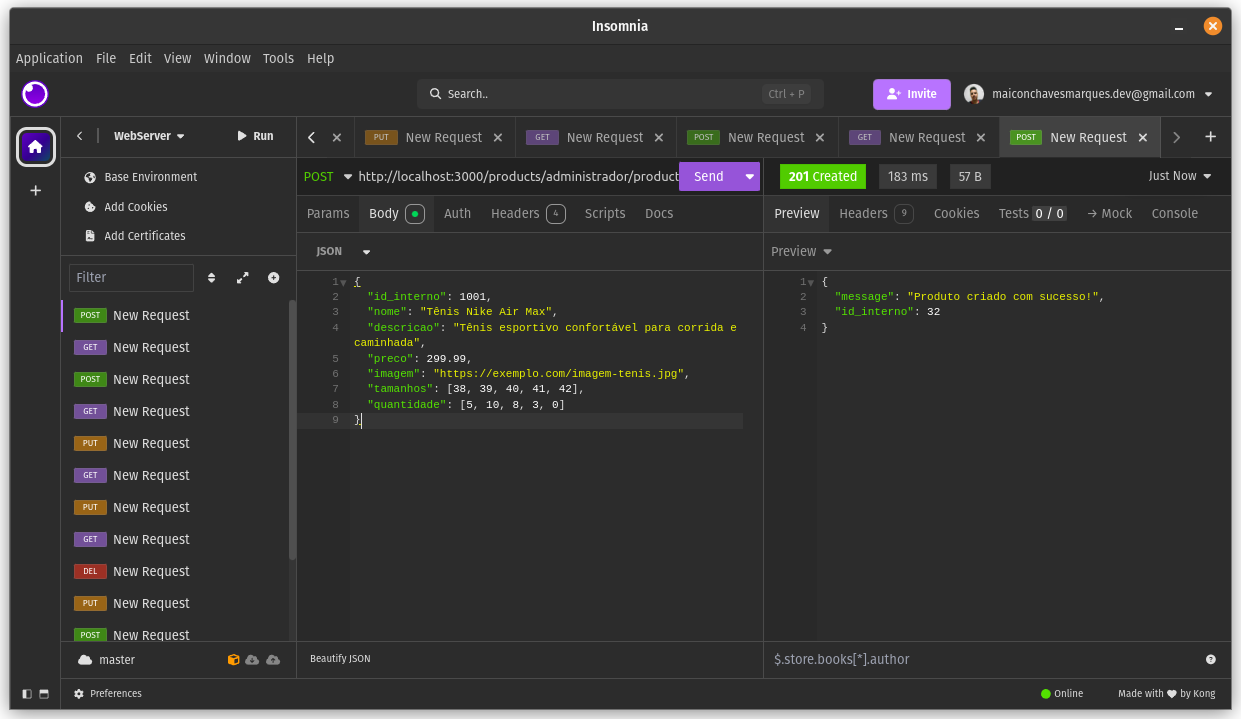 Insomnia
Application File Edit View Window Tools Help
Search.. Ctrl + P Invite maiconchavesmarques.dev@gmail.com
WebServer Run
PUT New Request GET New Request POST New Request GET New Request POST New Request
Base Environment
Add Cookies
Add Certificates
Filter
POST New Request
GET New Request
POST New Request
GET New Request
PUT New Request
GET New Request
PUT New Request
GET New Request
DEL New Request
PUT New Request
POST New Request
master
POST http://localhost:3000/products/administrador/product Send
Params Body Auth Headers 4 Scripts Docs
JSON
1 {
2 "id_interno": 1001,
3 "nome": "Tênis Nike Air Max",
4 "descricao": "Tênis esportivo confortável para corrida e
caminhada",
5 "preco": 299.99,
6 "imagem": "https://exemplo.com/imagem-tenis.jpg",
7 "tamanhos": [38, 39, 40, 41, 42],
8 "quantidade": [5, 10, 8, 3, 0]
9 }
Beautify JSON
201 Created 183 ms 57 B Just Now
Preview Headers 9 Cookies Tests 0 / 0 Mock Console
Preview
1 {
2 "message": "Produto criado com sucesso!",
3 "id_interno": 32
4 }
$.store.books[*].author
Preferences Online Made with ♥ by Kong